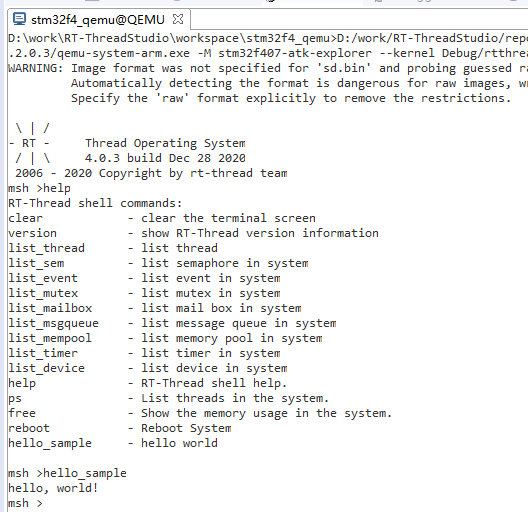 stm32f4_qemu@QEMU
D:\work\RT-ThreadStudio\workspace\stm32f4_qemu>D:/work/RT-ThreadStudio/repo
.2.0.3/qemu-system-arm.exe -M stm32f407-atk-explorer --kernel Debug/rtthrea
WARNING: Image format was not specified for 'sd.bin' and probing guessed ra
Automatically detecting the format is dangerous for raw images, wr
Specify the 'raw' format explicitly to remove the restrictions.
\ | /
- RT - Thread Operating System
/ | \ 4.0.3 build Dec 28 2020
2006 - 2020 Copyright by rt-thread team
msh >help
RT-Thread shell commands:
clear - clear the terminal screen
version - show RT-Thread version information
list_thread - list thread
list_sem - list semaphore in system
list_event - list event in system
list_mutex - list mutex in system
list_mailbox - list mail box in system
list_msgqueue - list message queue in system
list_mempool - list memory pool in system
list_timer - list timer in system
list_device - list device in system
help - RT-Thread shell help.
ps - List threads in the system.
free - Show the memory usage in the system.
reboot - Reboot System
hello_sample - hello world
msh >hello_sample
hello, world!
msh >